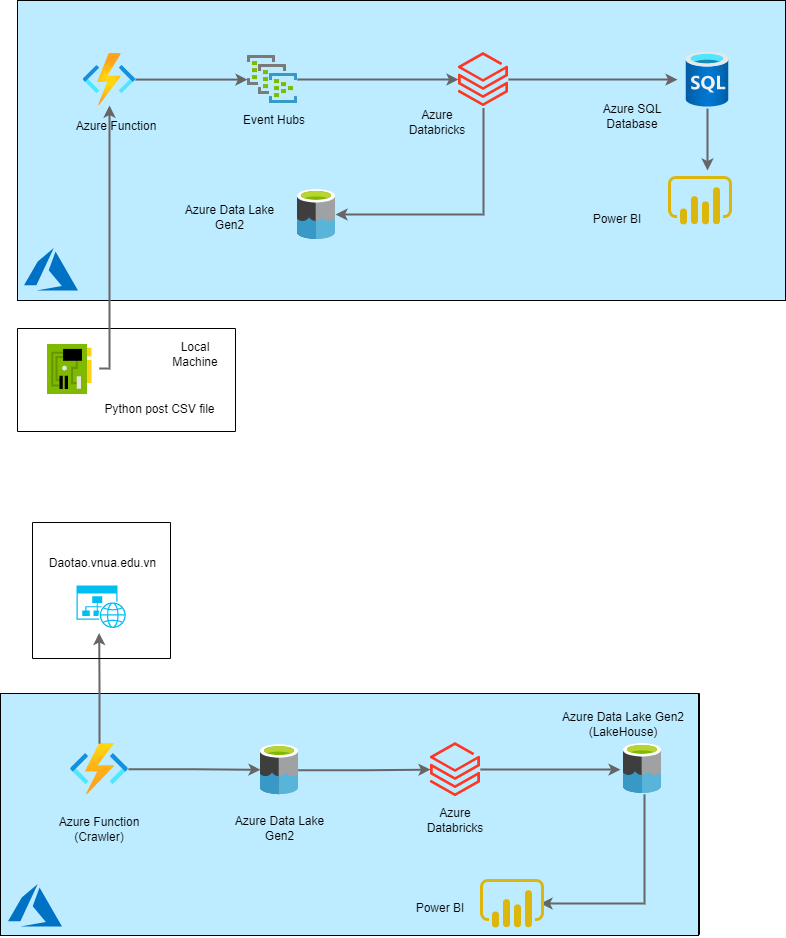 Azure Function
Event Hubs
Azure
Databricks
SQL
Azure SQL
Database
Azure Data Lake
Gen2
Power BI
Local
Machine
Python post CSV file
Daotao.vnua.edu.vn
Azure Data Lake Gen2
(LakeHouse)
Azure Function
(Crawler)
Azure Data Lake
Gen2
Azure
Databricks
Power BI